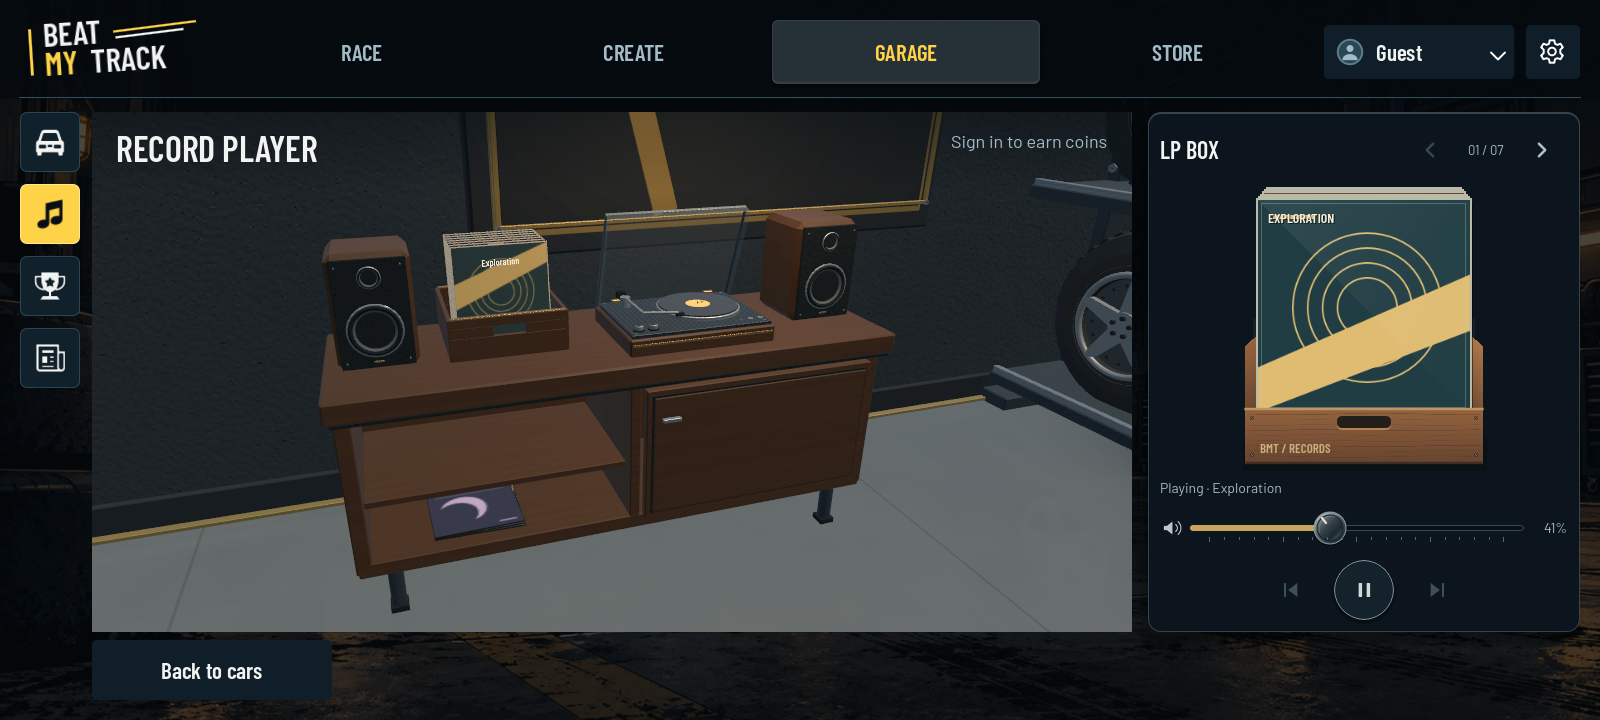 BEAT
MY TRACK
RACE
CREATE
GARAGE
STORE
Guest
RECORD PLAYER
Sign in to earn coins
Exploration
LP BOX
01 / 07
EXPLORATION
BMT / RECORDS
Playing · Exploration
41%
Back to cars